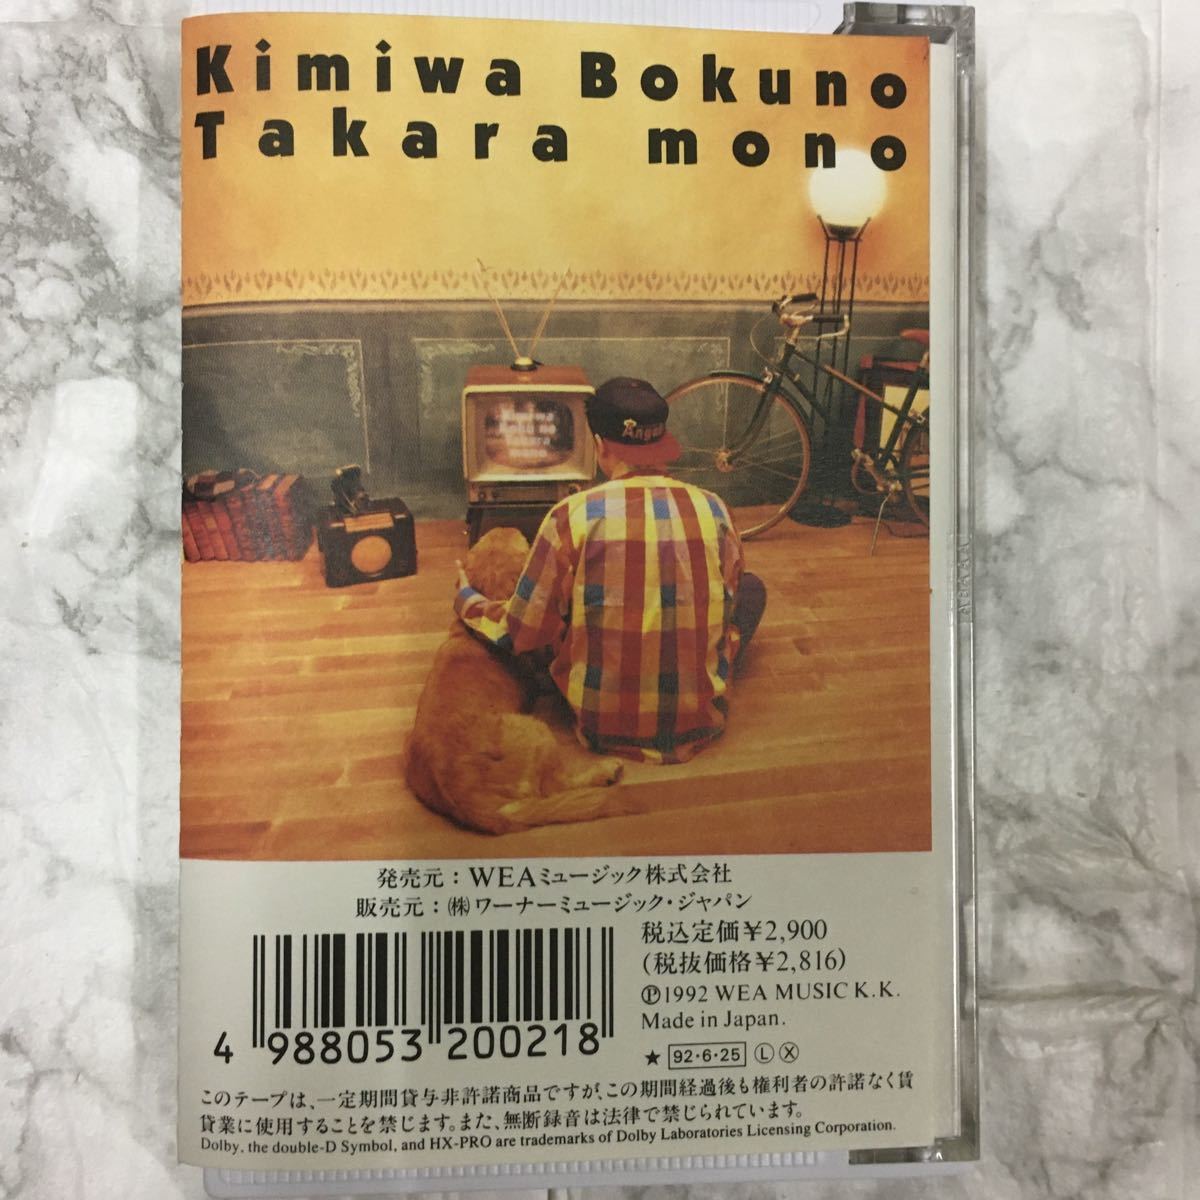 Kimiwa Bokuno
Takara mono
Kimiwa
Boku no
Takara
mono
発売元：WEAミュージック株式会社
販売元：㈱ワーナーミュージック・ジャパン
税込定価¥2,900
(税抜価格¥2,816)
Ⓟ1992 WEA MUSIC K.K.
Made in Japan.
★ 92・6・25 Ⓛ Ⓧ
4 988053 200218
このテープは、一定期間貸与非許諾商品ですが、この期間経過後も権利者の許諾なく賃
貸業に使用することを禁じます。また、無断録音は法律で禁じられています。
Dolby, the double-D Symbol, and HX-PRO are trademarks of Dolby Laboratories Licensing Corporation.